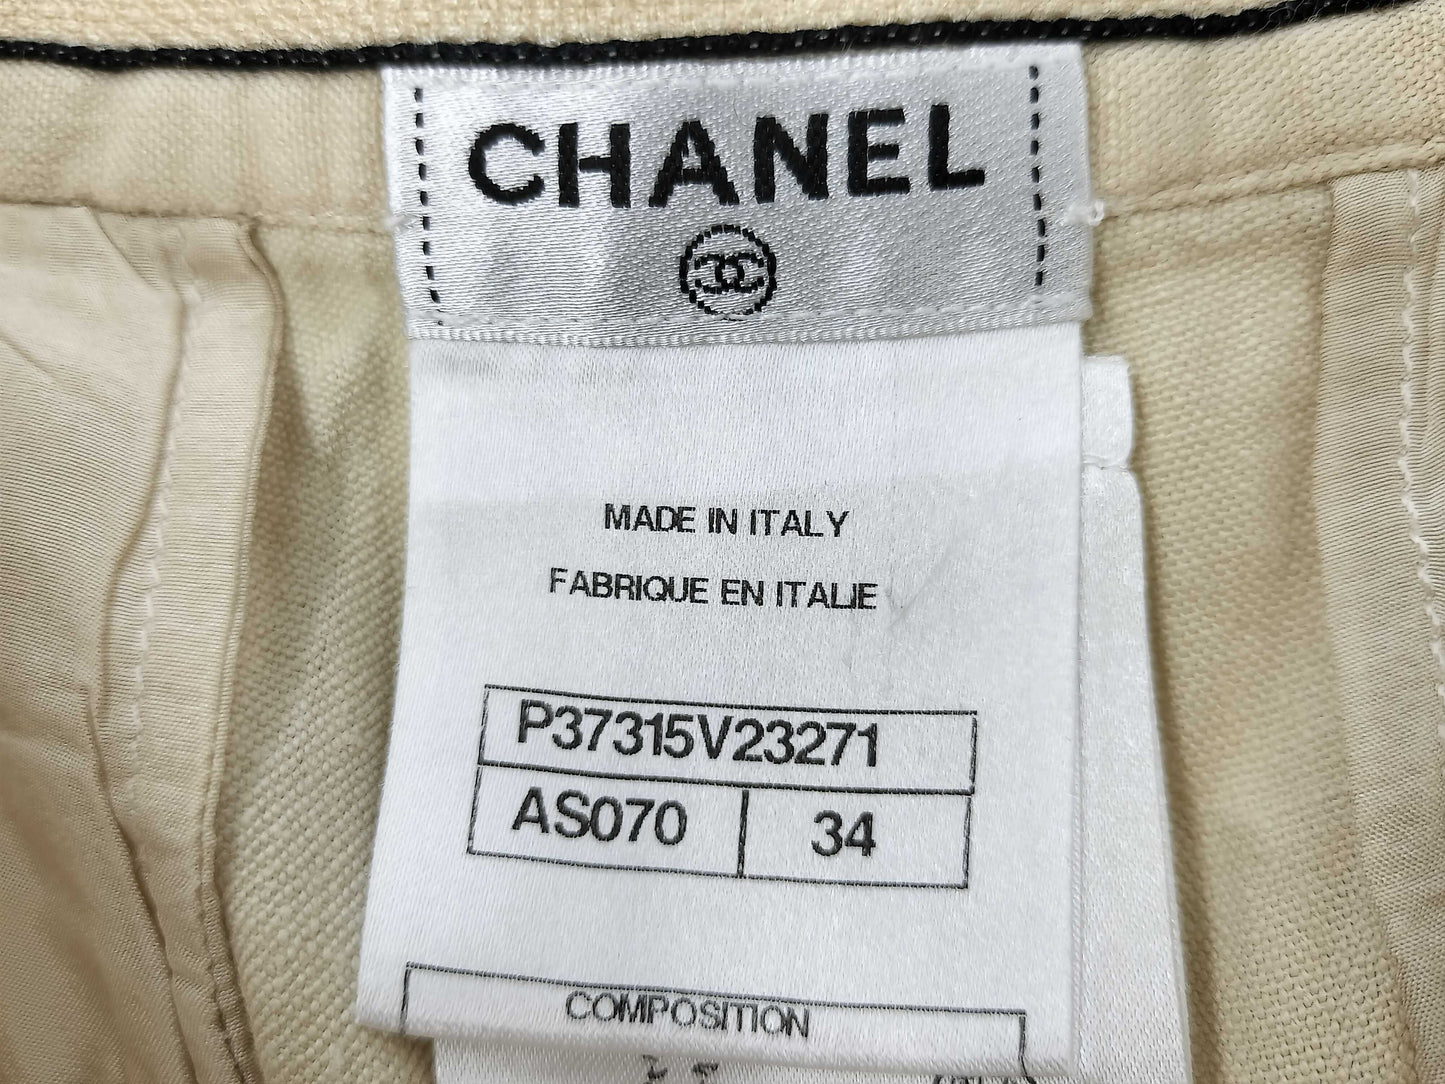 CHANEL
MADE IN ITALY
FABRIQUE EN ITALIE
P37315V23271
AS070 34
COMPOSITION